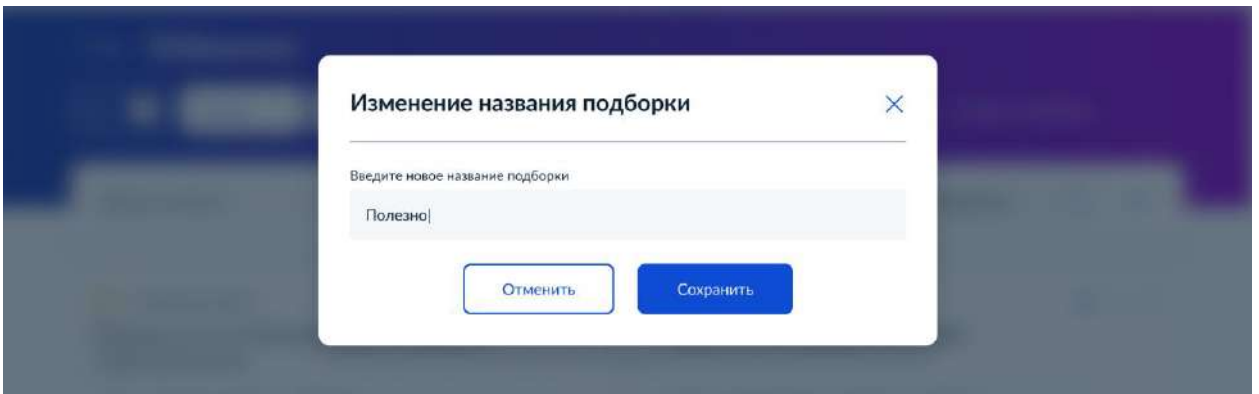 Изменение названия подборки
Введите новое название подборки
Полезно
Отменить
Сохранить